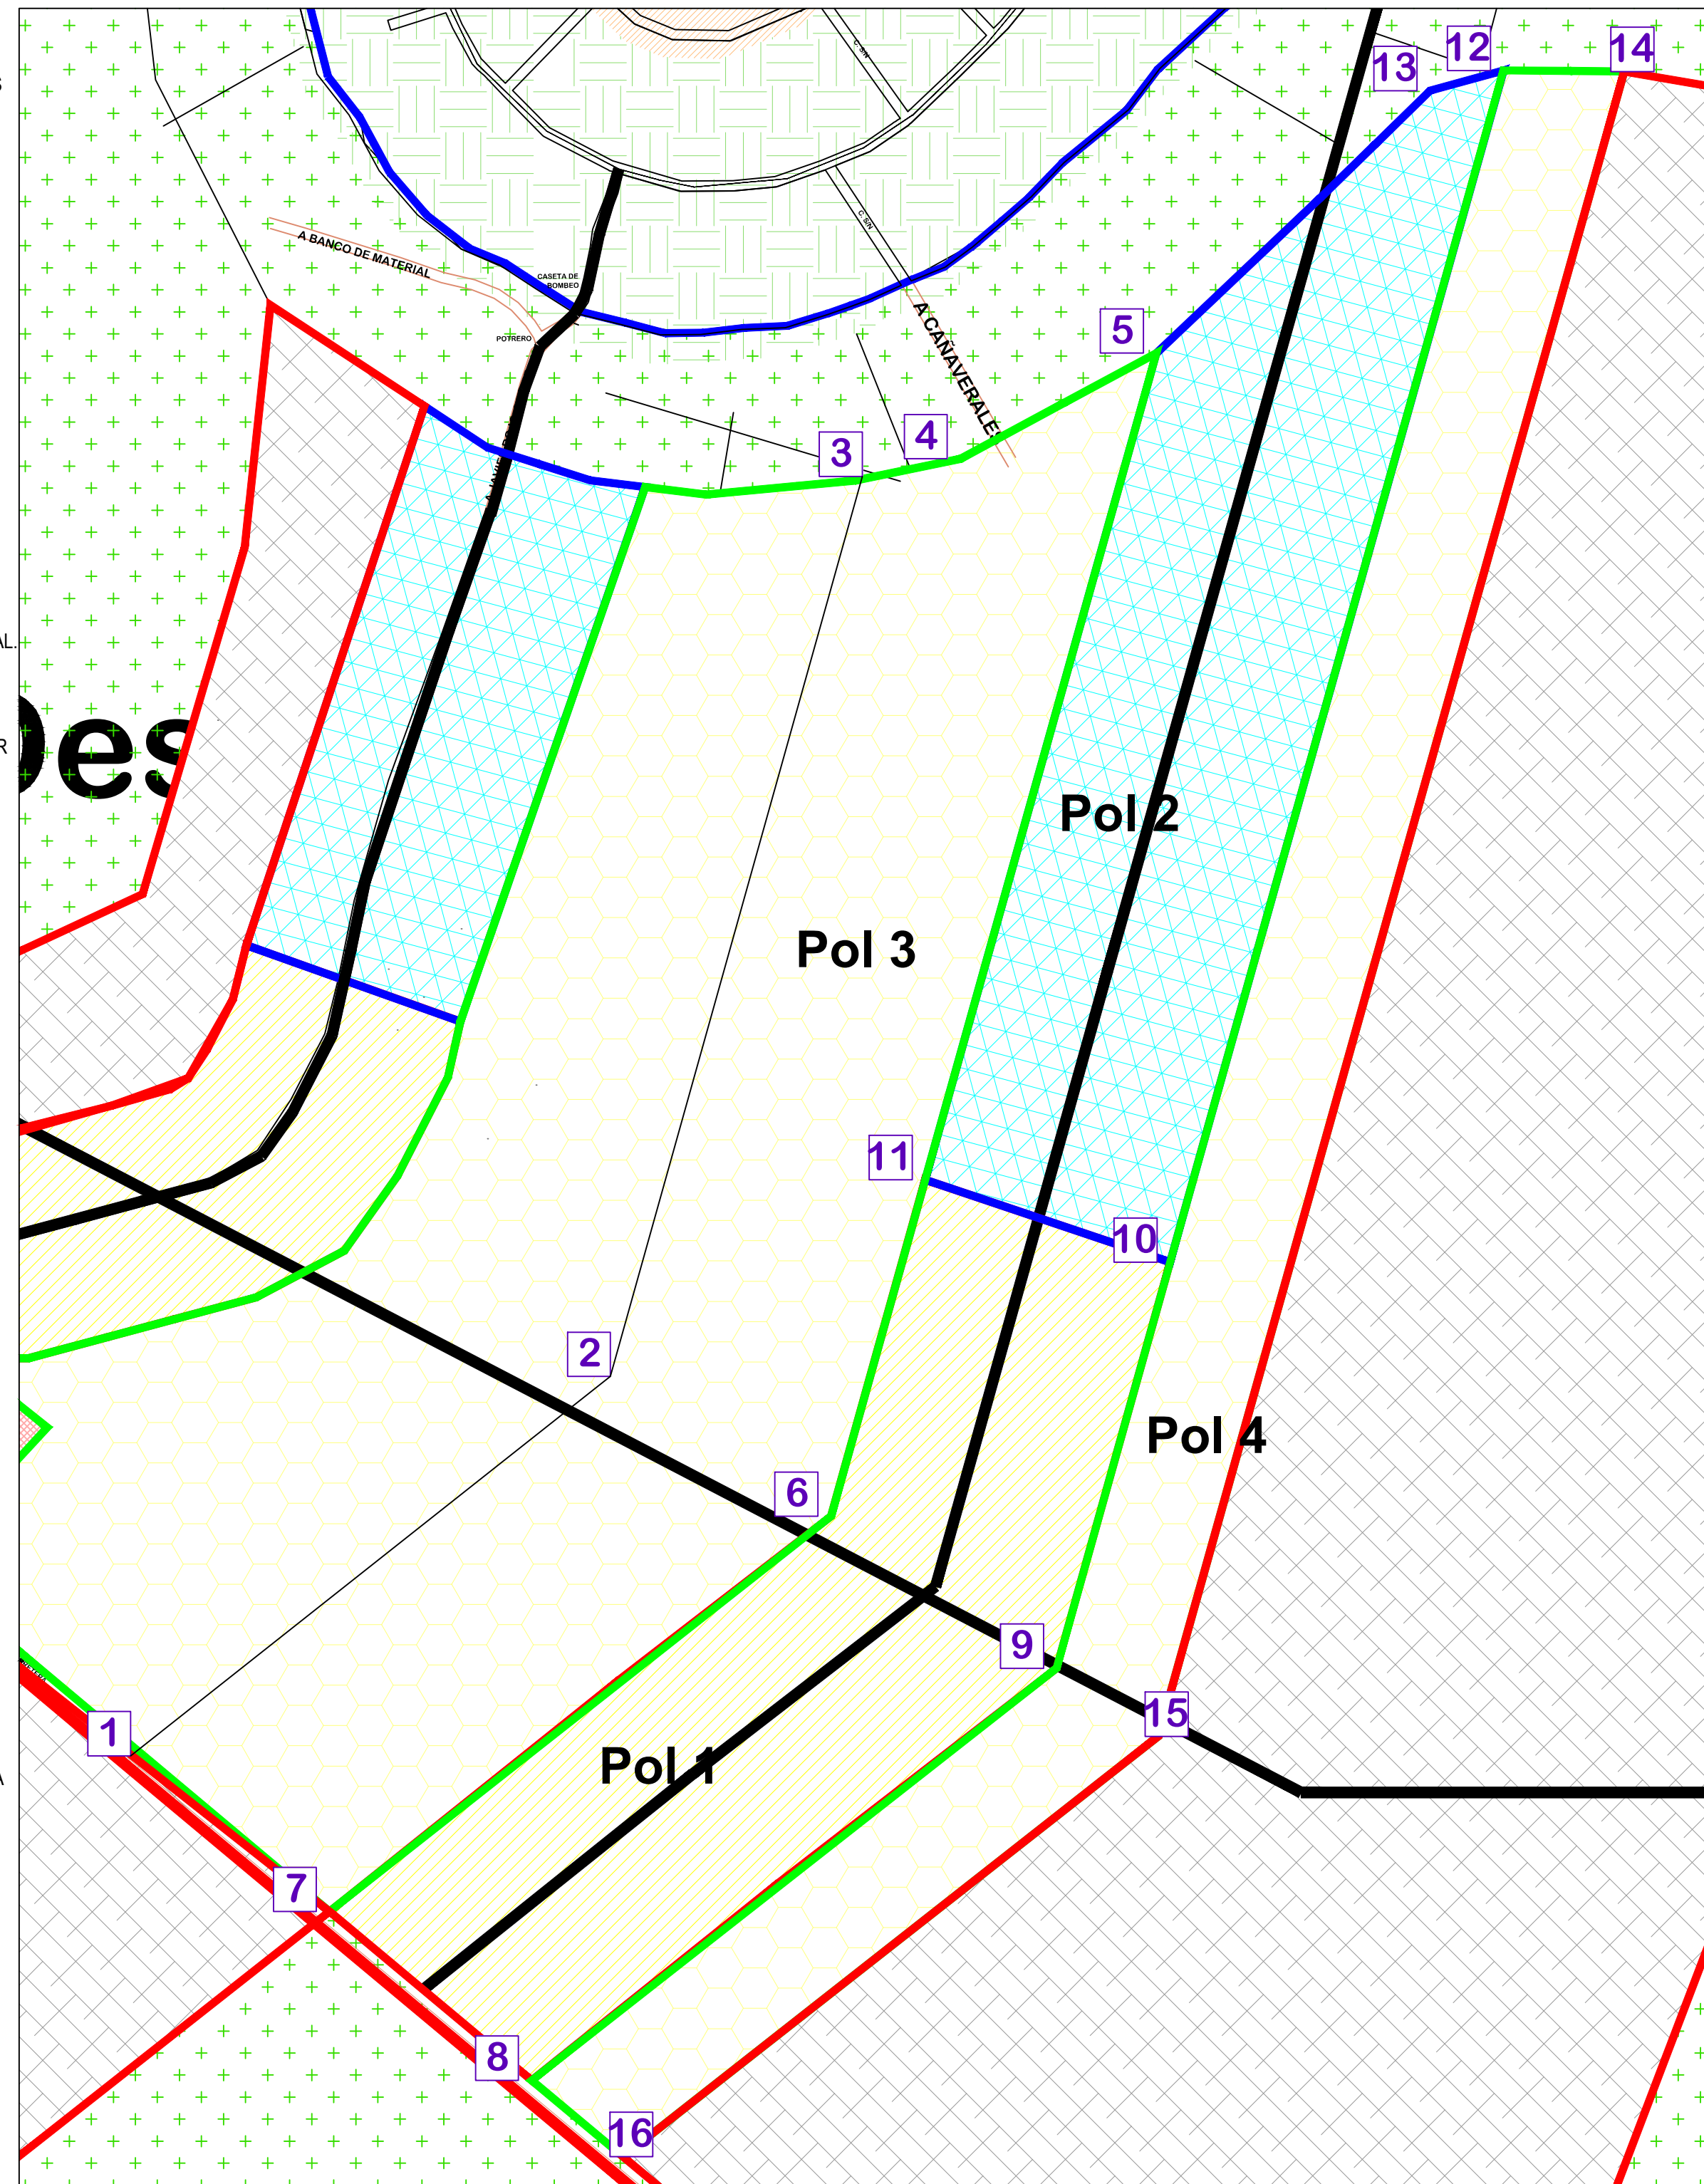 C. S/N
13
12
14
S
C. S/N
A BANCO DE MATERIAL
CASETA DE
BOMBEO
POTRERO
A CAÑAVERALES
5
3
4
AL.
R
Des
Pol 2
Pol 3
11
10
2
Pol 4
6
9
15
1
Pol 1
A
7
8
16